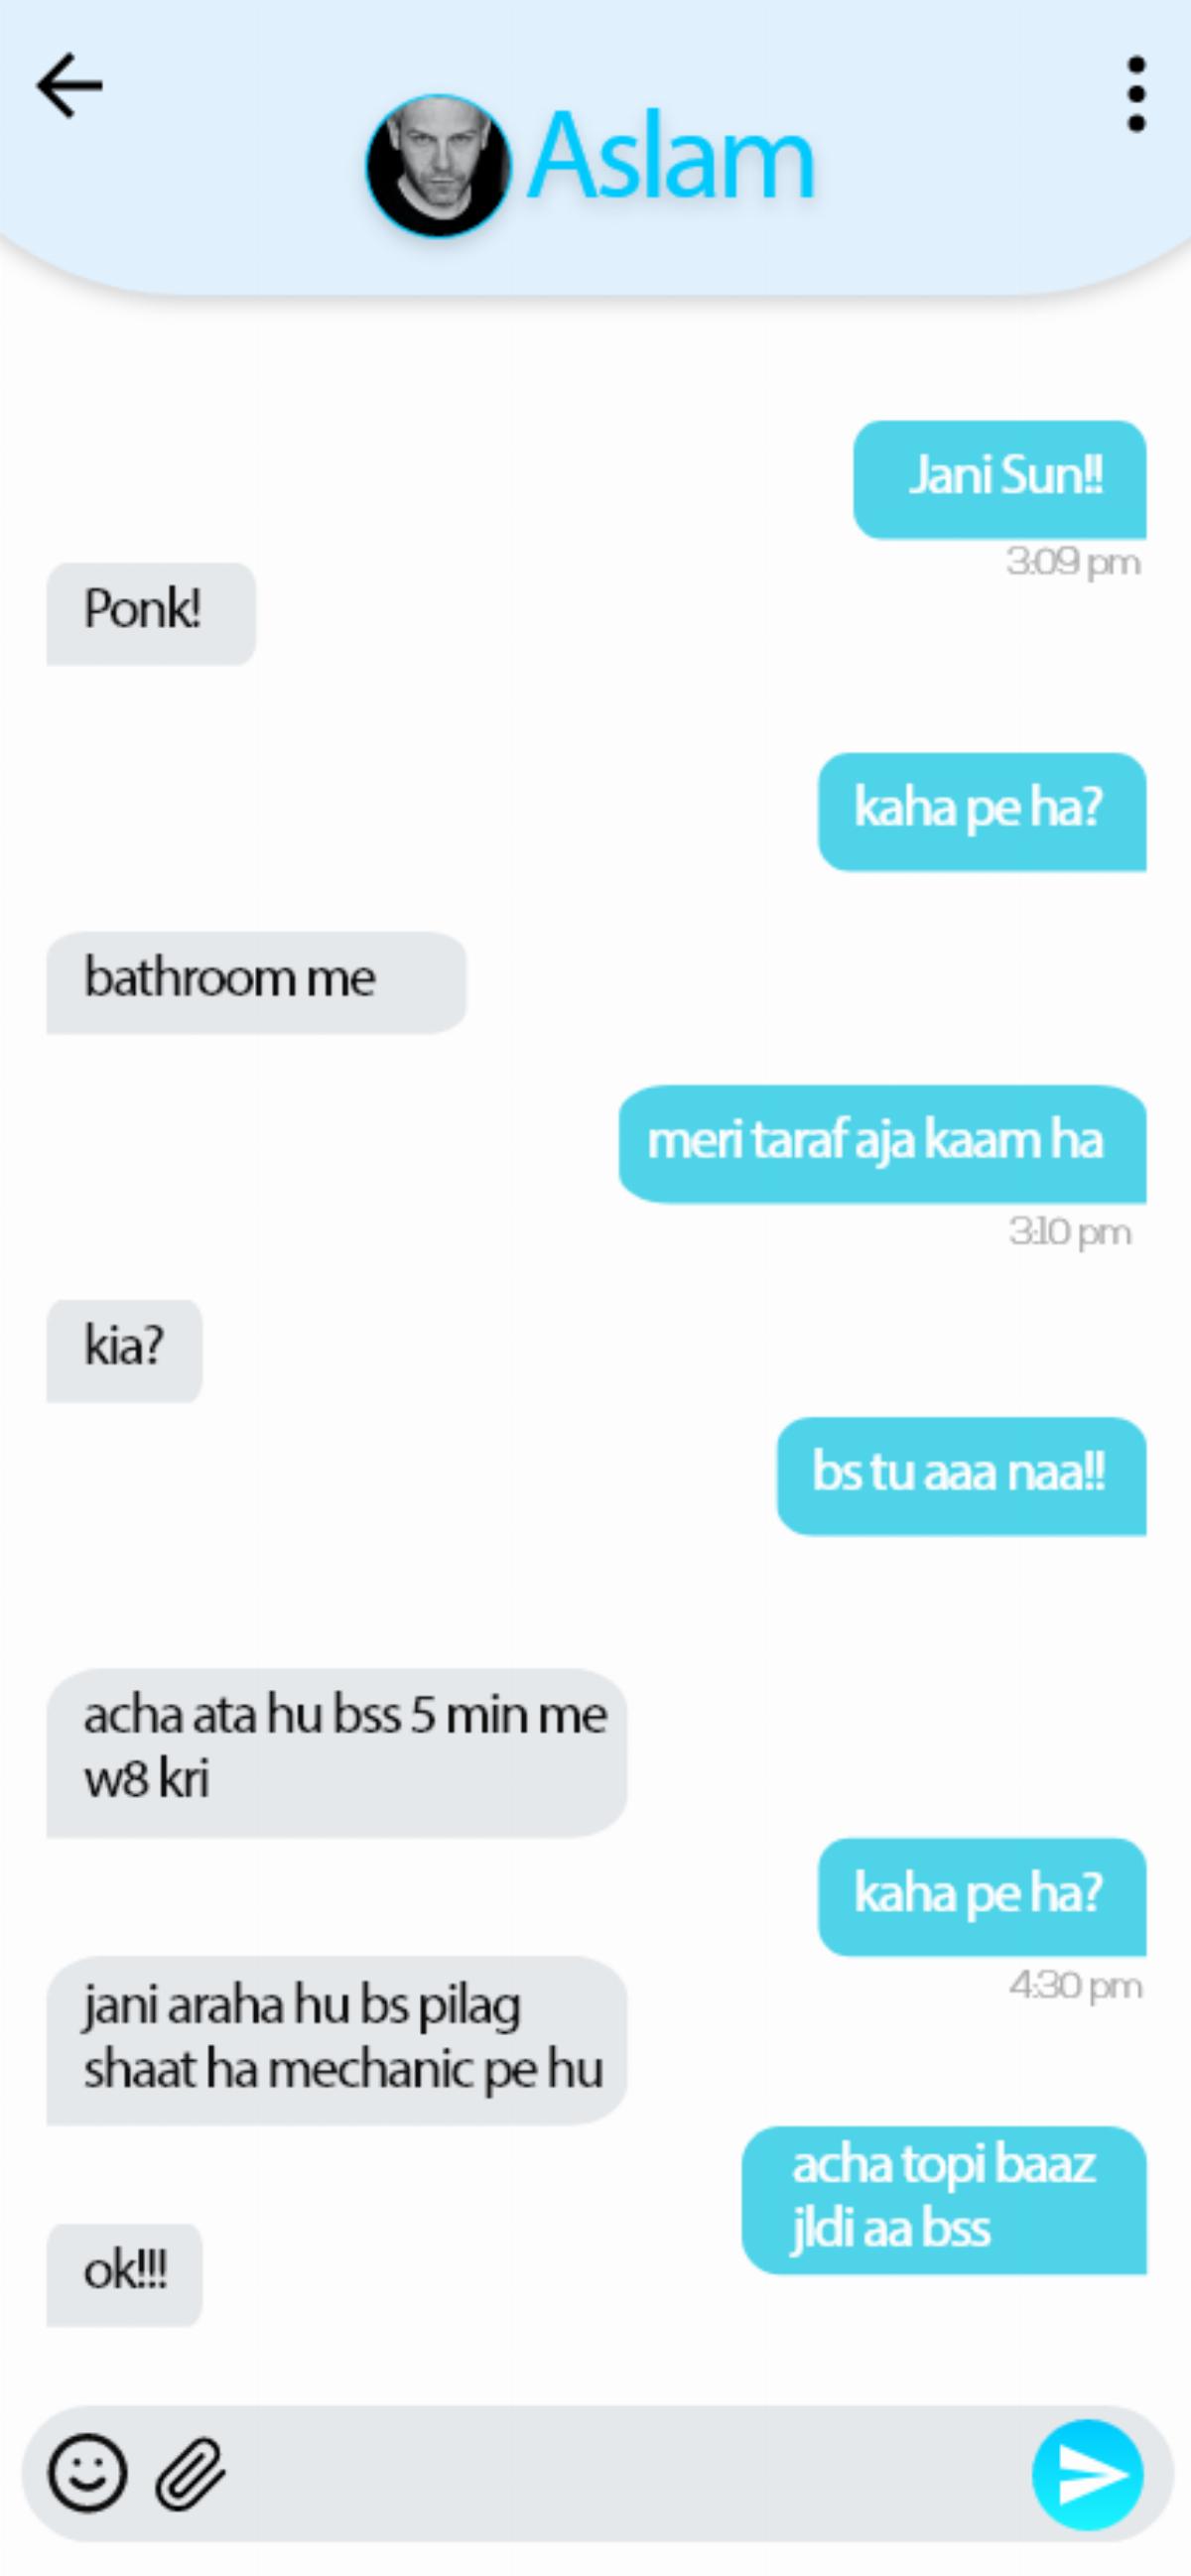 Aslam
Jani Sun!!
3:09 pm
Ponk!
kaha pe ha?
bathroom me
meri taraf aja kaam ha
3:10 pm
kia?
bs tu aaa naa!!
acha ata hu bss 5 min me
w8 kri
kaha pe ha?
4:30 pm
jani araha hu bs pilag
shaat ha mechanic pe hu
acha topi baaz
jldi aa bss
ok!!!